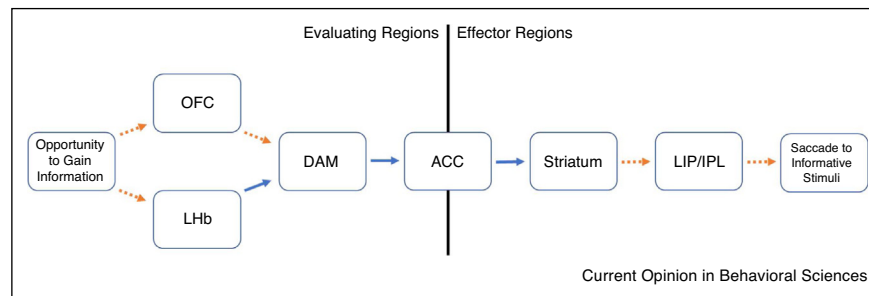 Evaluating Regions
Effector Regions
OFC
Opportunity
to Gain
Information
LHb
DAM
ACC
Striatum
LIP/IPL
Saccade to
Informative
Stimuli
Current Opinion in Behavioral Sciences